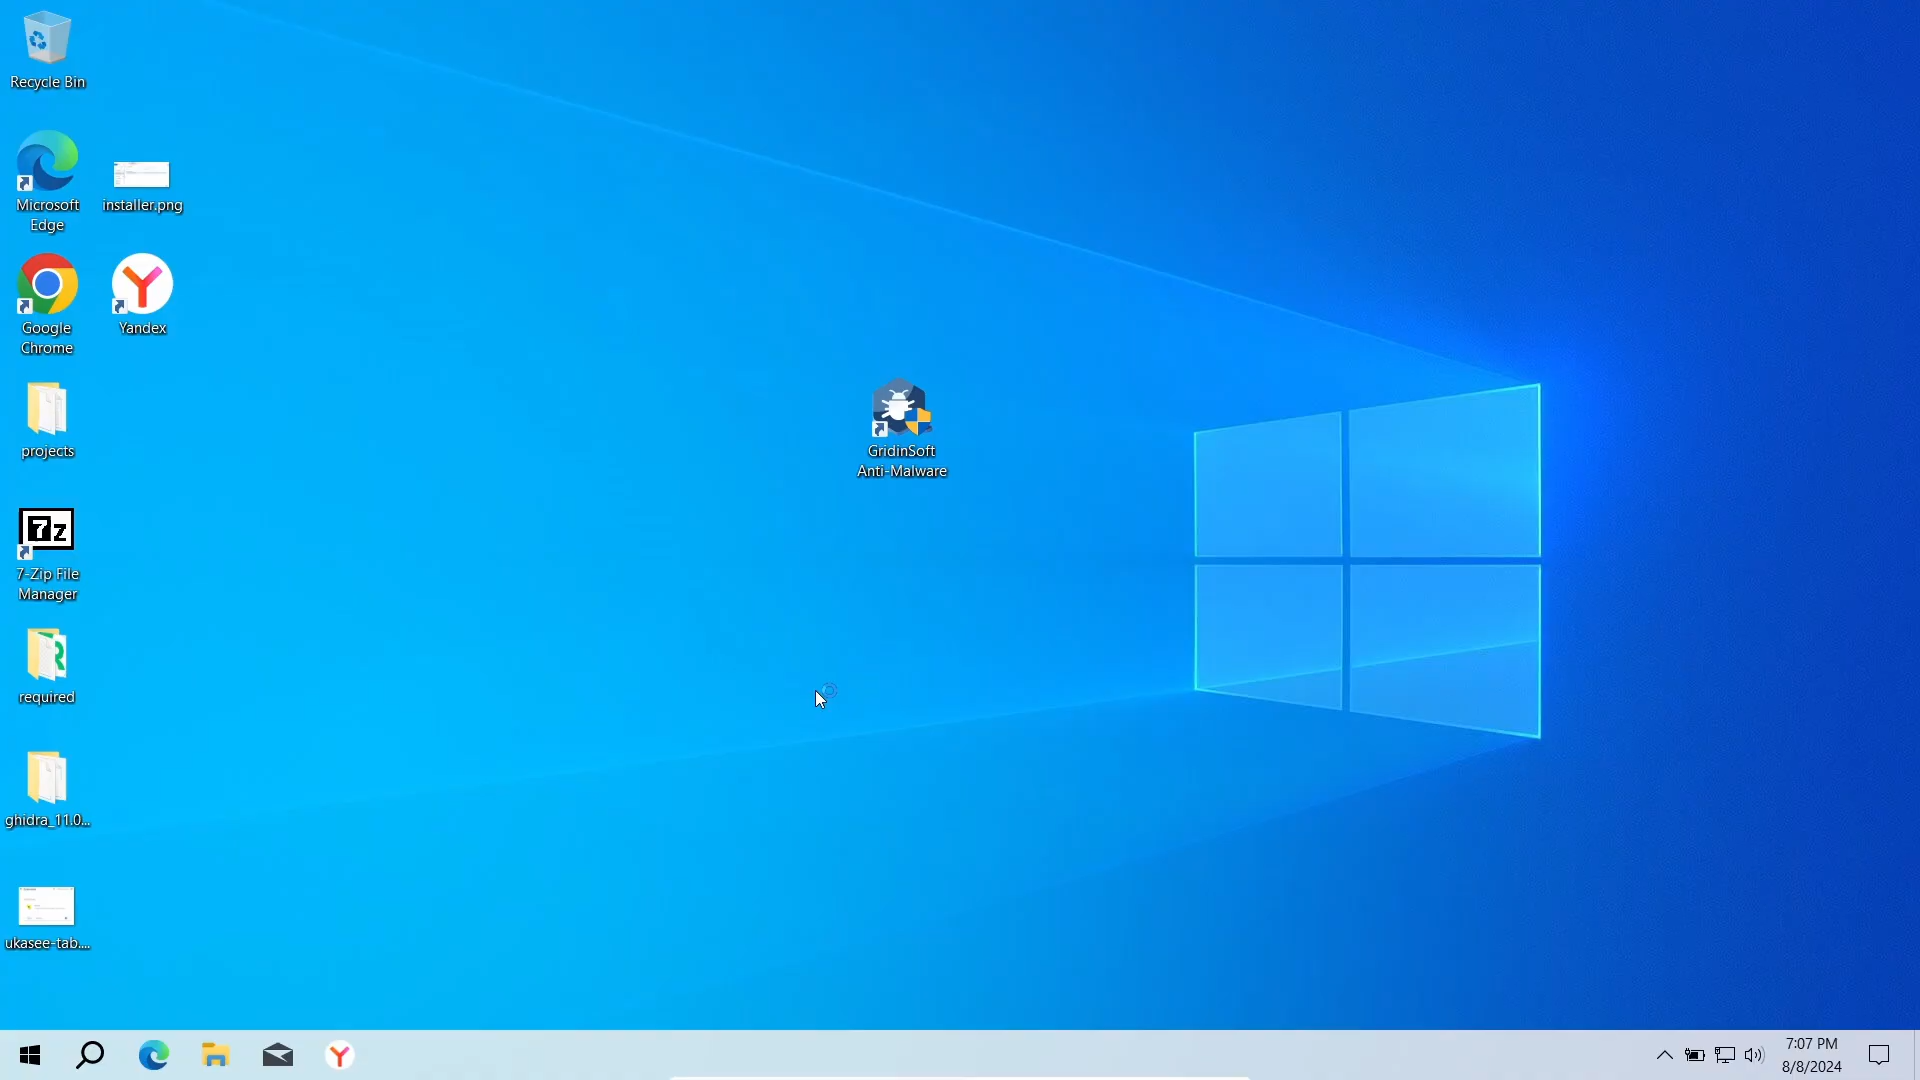 Recycle Bin
Microsoft
Edge
installer.png
Google
Chrome
Yandex
projects
GridinSoft
Anti-Malware
7z
7-Zip File
Manager
required
ghidra_11.0...
ukasee-tab....
7:07 PM
8/8/2024